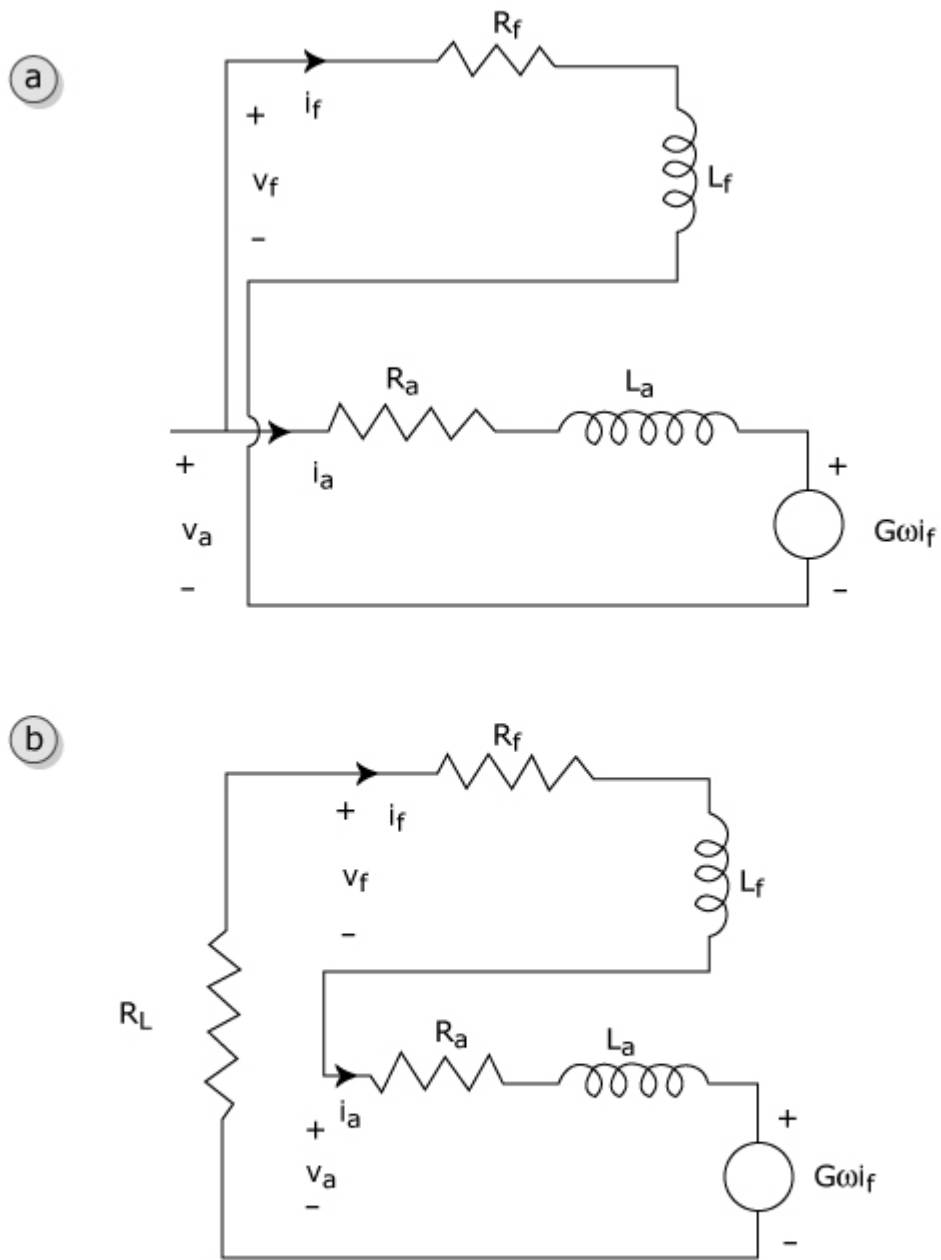 a
R_f
i_f
+
v_f
–
L_f
R_a
L_a
i_a
+
v_a
–
+
Gωi_f
–
b
R_f
i_f
+
v_f
–
L_f
R_L
R_a
L_a
i_a
+
v_a
–
+
Gωi_f
–